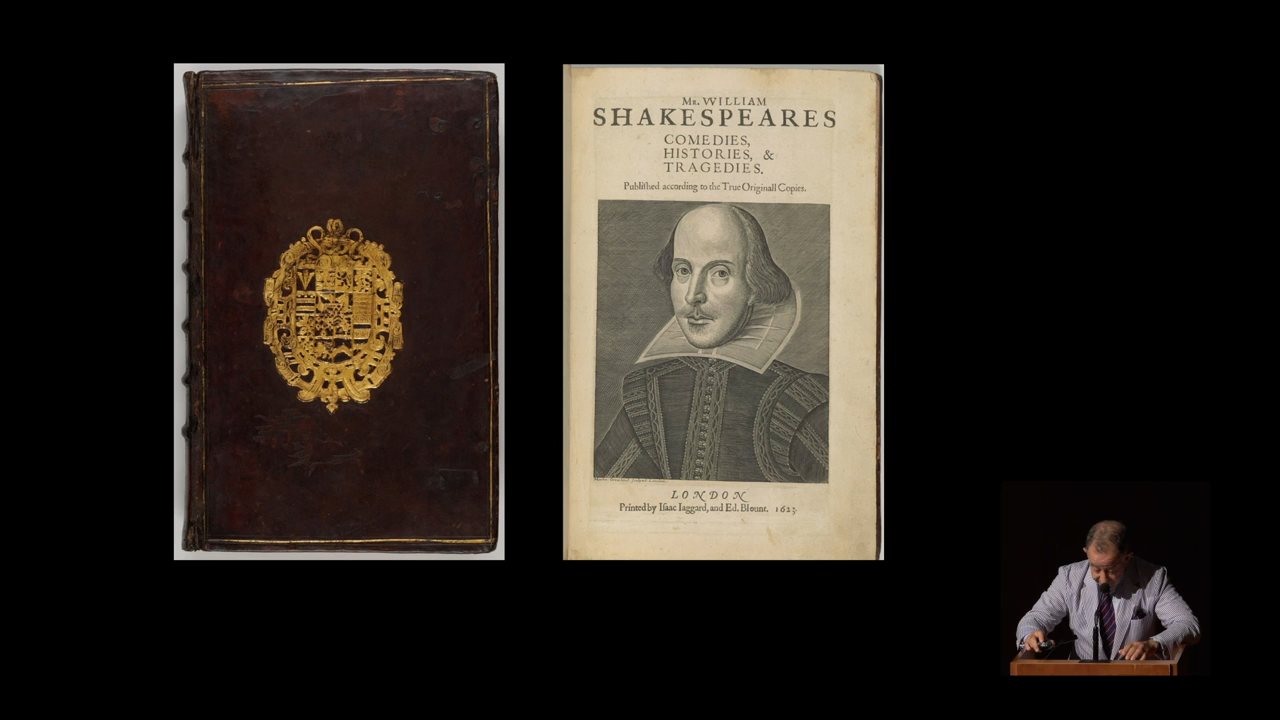 Mr. WILLIAM
SHAKESPEARES
COMEDIES,
HISTORIES, &
TRAGEDIES.
Publiſhed according to the True Originall Copies.
LONDON
Printed by Iſaac Iaggard, and Ed. Blount. 1623.